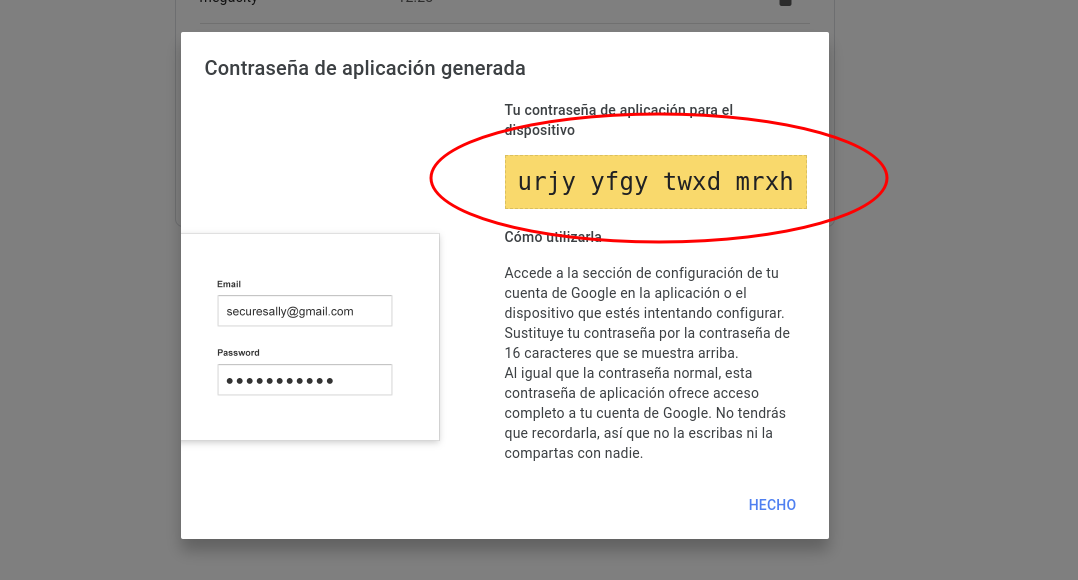 Contraseña de aplicación generada
Tu contraseña de aplicación para el
dispositivo
urjy yfgy twxd mrxh
Cómo utilizarla
Email
securesally@gmail.com
Password
Accede a la sección de configuración de tu
cuenta de Google en la aplicación o el
dispositivo que estés intentando configurar.
Sustituye tu contraseña por la contraseña de
16 caracteres que se muestra arriba.
Al igual que la contraseña normal, esta
contraseña de aplicación ofrece acceso
completo a tu cuenta de Google. No tendrás
que recordarla, así que no la escribas ni la
compartas con nadie.
HECHO